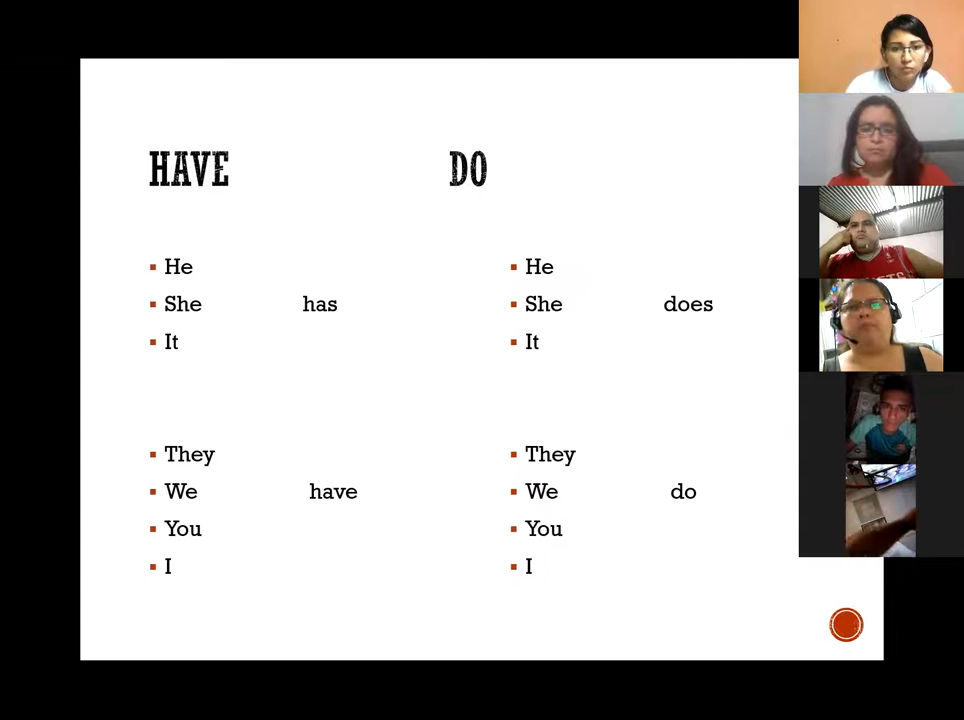 HAVE DO
He He
She has She does
It It
They They
We have We do
You You
I I